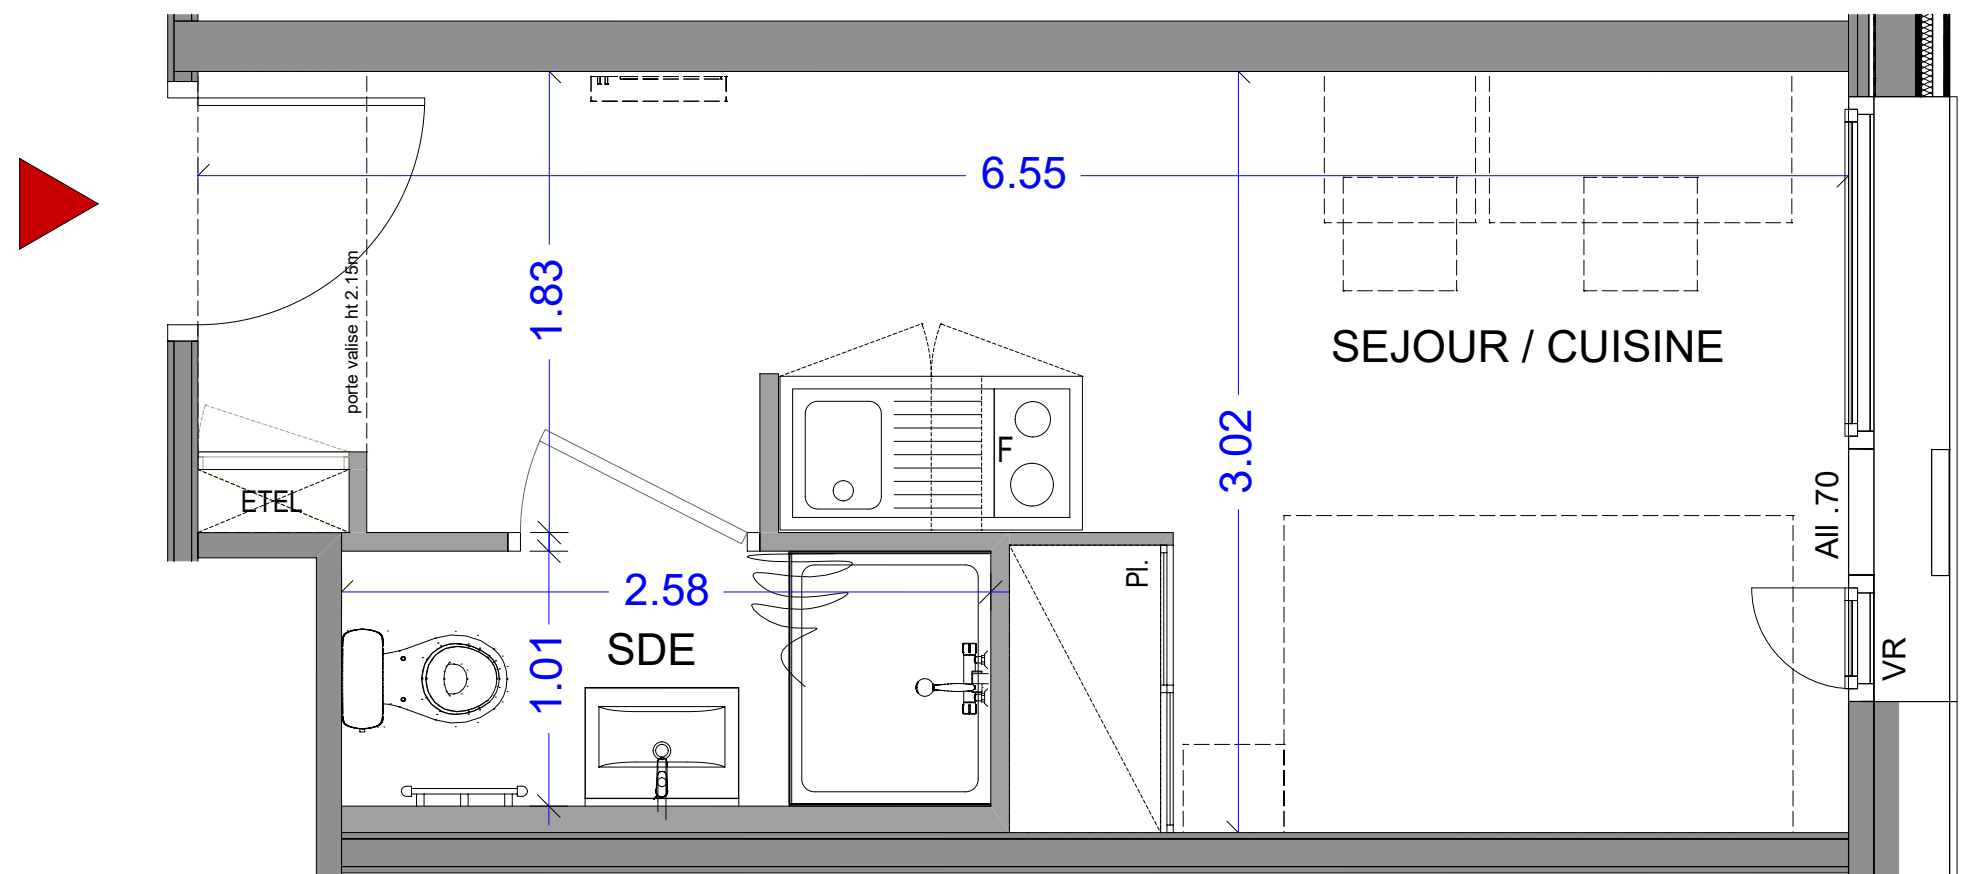 6.55
1.83
porte valise ht 2.15m
SEJOUR / CUISINE
3.02
F
ETEL
All .70
Pl.
2.58
SDE
1.01
VR